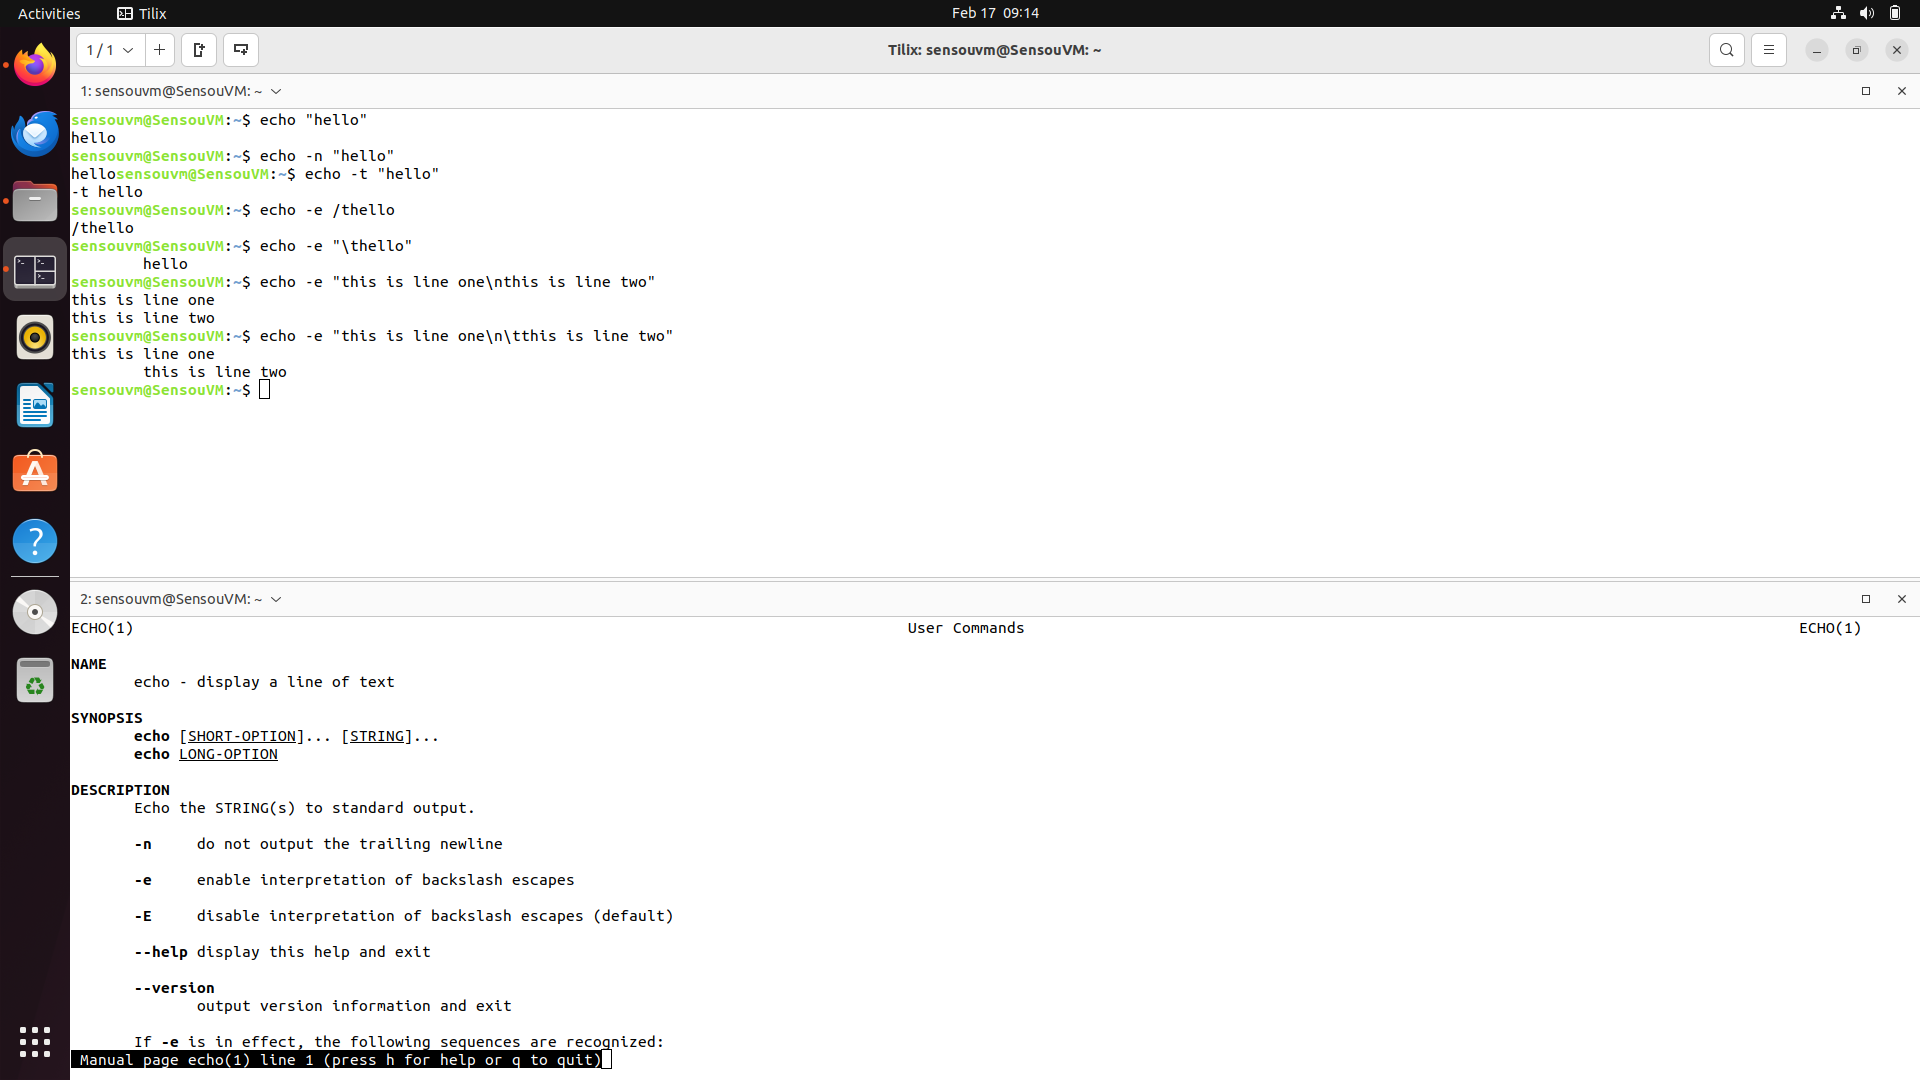 Activities
Tilix
Feb 17 09:14
1 / 1
Tilix: sensouvm@SensouVM: ~
1: sensouvm@SensouVM: ~
sensouvm@SensouVM:~$ echo "hello"
hello
sensouvm@SensouVM:~$ echo -n "hello"
hellosensouvm@SensouVM:~$ echo -t "hello"
-t hello
sensouvm@SensouVM:~$ echo -e /thello
/thello
sensouvm@SensouVM:~$ echo -e "\thello"
        hello
sensouvm@SensouVM:~$ echo -e "this is line one\nthis is line two"
this is line one
this is line two
sensouvm@SensouVM:~$ echo -e "this is line one\n\tthis is line two"
this is line one
        this is line two
sensouvm@SensouVM:~$
2: sensouvm@SensouVM: ~
ECHO(1) User Commands ECHO(1)
NAME
       echo - display a line of text
SYNOPSIS
       echo [SHORT-OPTION]... [STRING]...
       echo LONG-OPTION
DESCRIPTION
       Echo the STRING(s) to standard output.
       -n     do not output the trailing newline
       -e     enable interpretation of backslash escapes
       -E     disable interpretation of backslash escapes (default)
       --help display this help and exit
       --version
              output version information and exit
       If -e is in effect, the following sequences are recognized:
Manual page echo(1) line 1 (press h for help or q to quit)